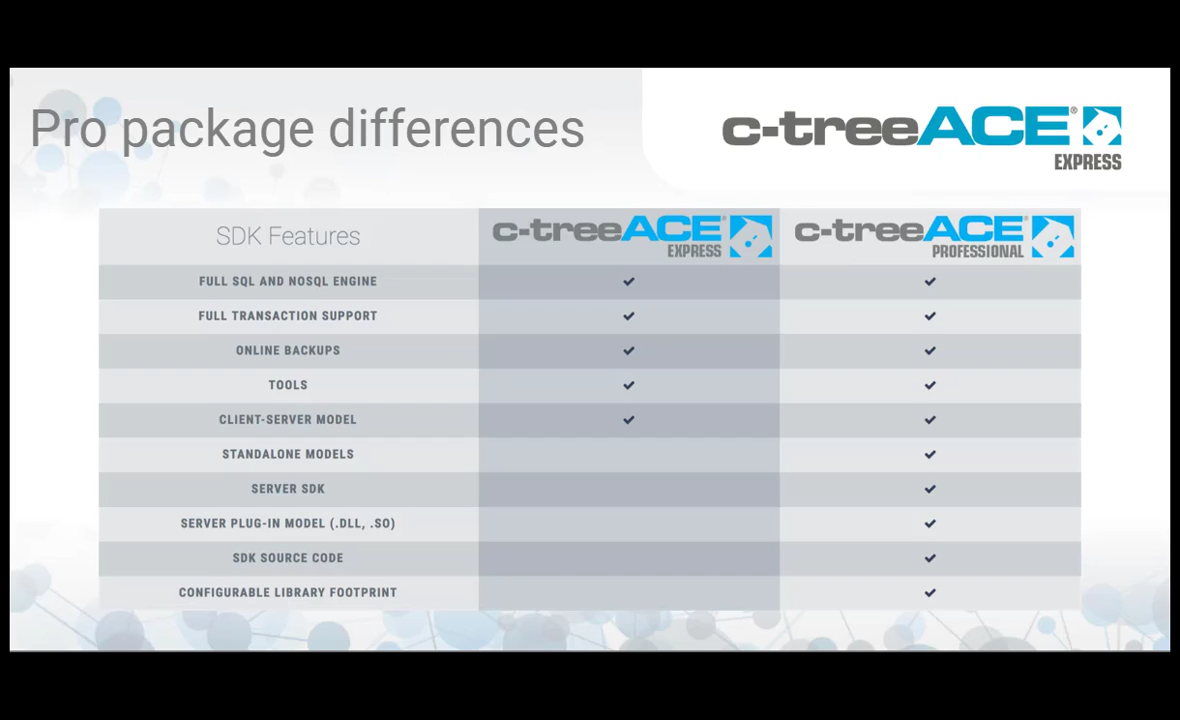 Pro package differences
c-treeACE®
EXPRESS
SDK Features
c-treeACE®
EXPRESS
c-treeACE®
PROFESSIONAL
FULL SQL AND NOSQL ENGINE
FULL TRANSACTION SUPPORT
ONLINE BACKUPS
TOOLS
CLIENT-SERVER MODEL
STANDALONE MODELS
SERVER SDK
SERVER PLUG-IN MODEL (.DLL, .SO)
SDK SOURCE CODE
CONFIGURABLE LIBRARY FOOTPRINT